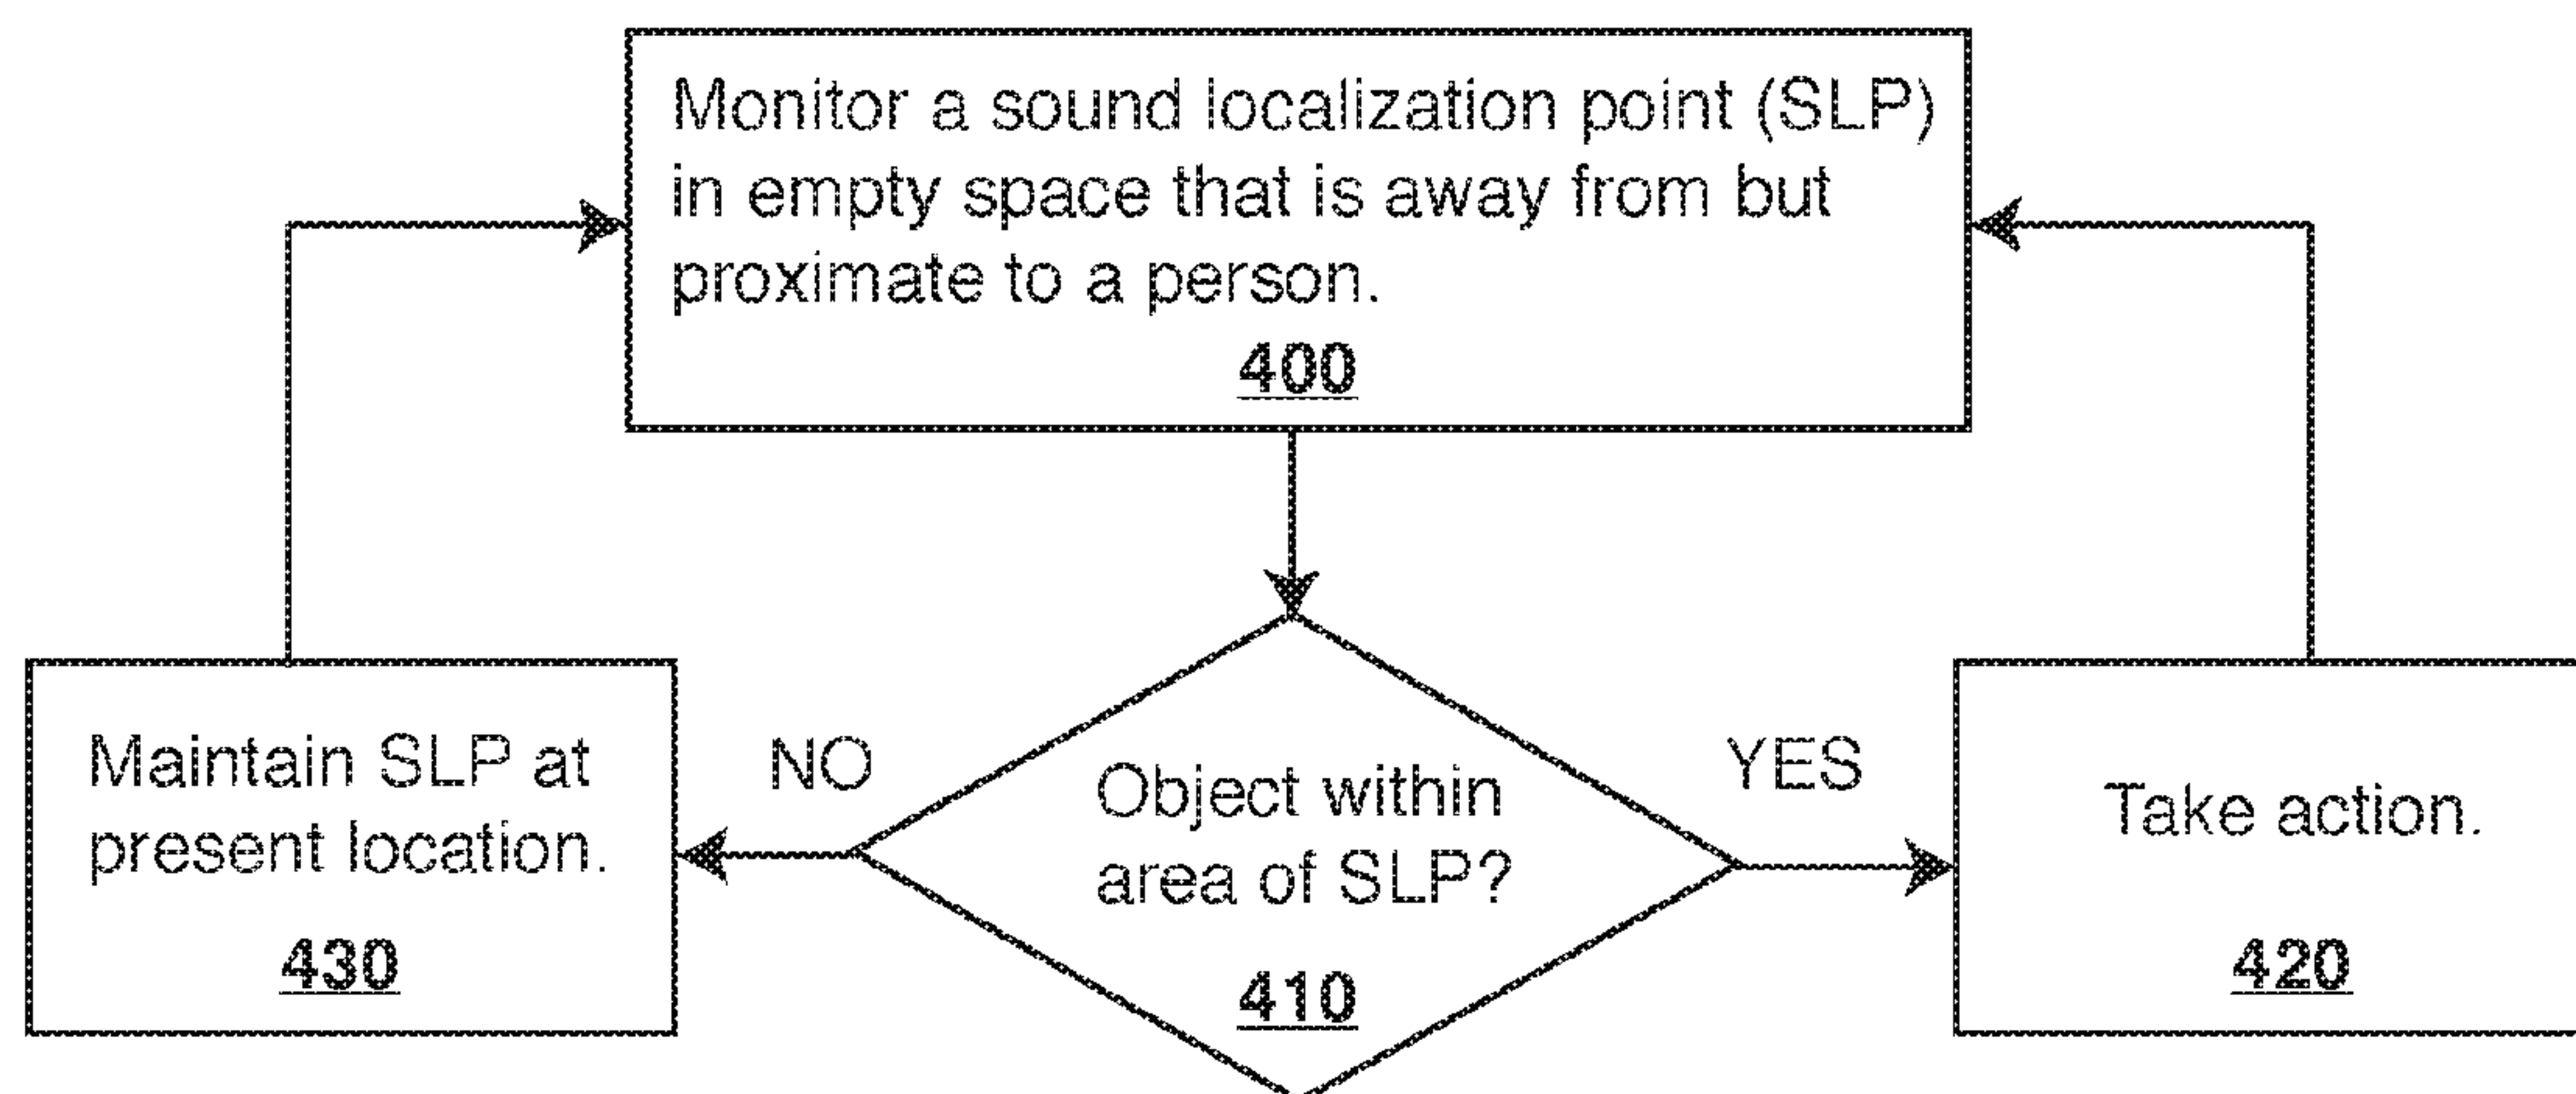 Monitor a sound localization point (SLP)
in empty space that is away from but
proximate to a person.
400
Maintain SLP at
present location.
430
NO
Object within
area of SLP?
410
YES
Take action.
420